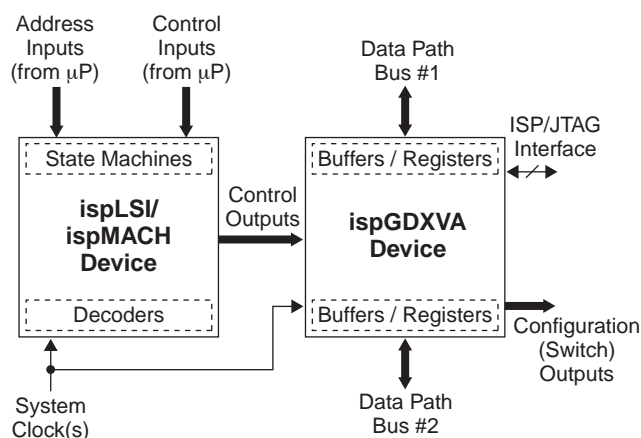 Address
Inputs
(from μP)
Control
Inputs
(from μP)
Data Path
Bus #1
ISP/JTAG
Interface
State Machines
Buffers / Registers
ispLSI/
ispMACH
Device
Control
Outputs
ispGDXVA
Device
Decoders
Buffers / Registers
Configuration
(Switch)
Outputs
System
Clock(s)
Data Path
Bus #2